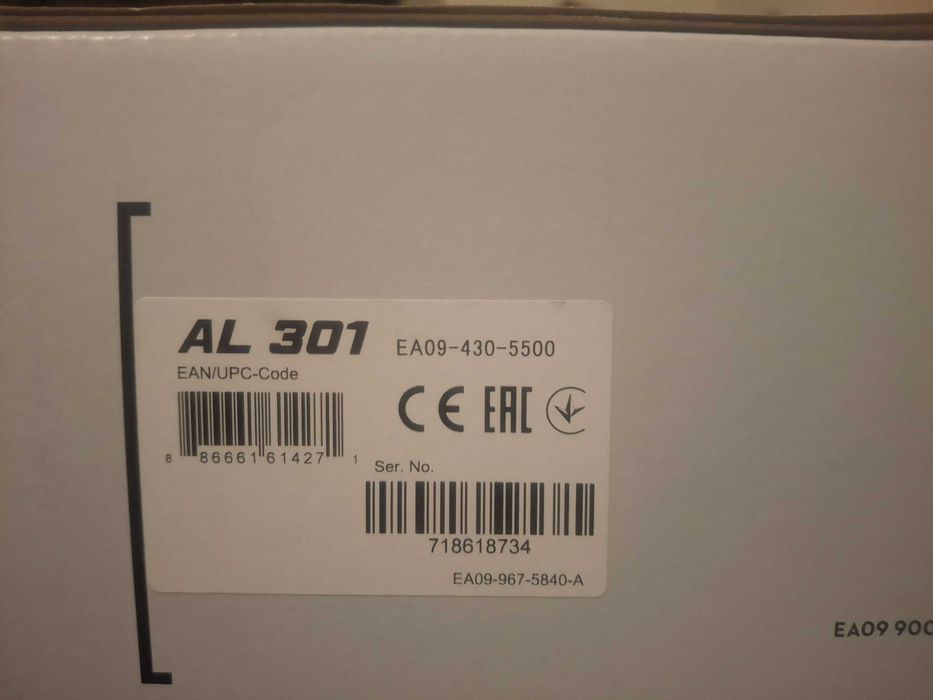 AL 301 EA09-430-5500
EAN/UPC-Code
CE EAC
8 86661 61427 1
Ser. No.
718618734
EA09-967-5840-A
EA09 900